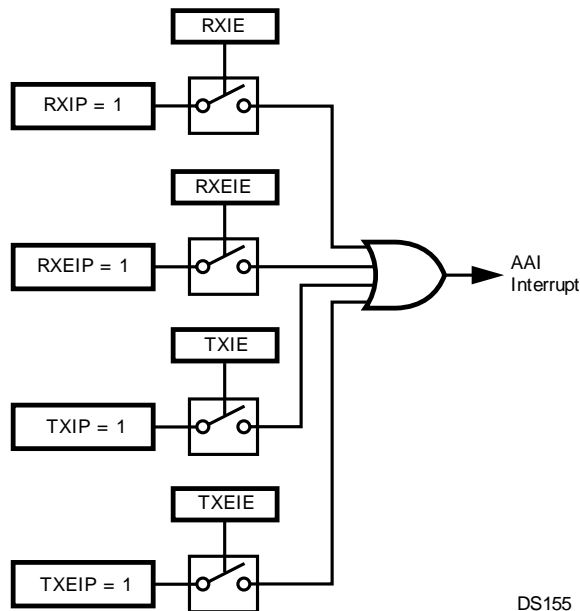 RXIE
RXIP = 1
RXEIE
RXEIP = 1
AAI
Interrupt
TXIE
TXIP = 1
TXEIE
TXEIP = 1
DS155